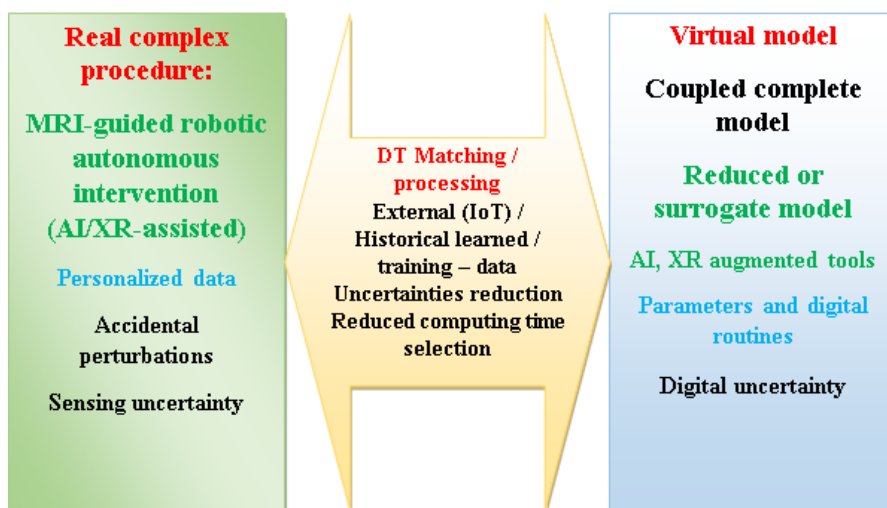 Real complex
procedure:
MRI-guided robotic
autonomous
intervention
(AI/XR-assisted)
Personalized data
Accidental
perturbations
Sensing uncertainty
DT Matching /
processing
External (IoT) /
Historical learned /
training – data
Uncertainties reduction
Reduced computing time
selection
Virtual model
Coupled complete
model
Reduced or
surrogate model
AI, XR augmented tools
Parameters and digital
routines
Digital uncertainty